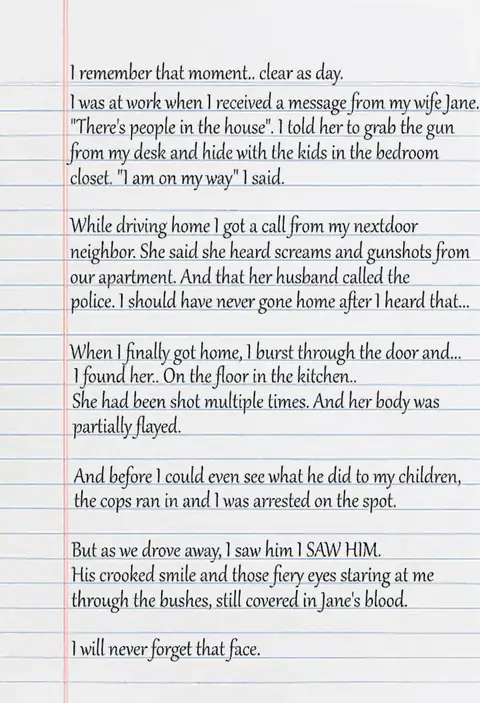 I remember that moment.. clear as day.
I was at work when I received a message from my wife Jane.
"There's people in the house". I told her to grab the gun
from my desk and hide with the kids in the bedroom
closet. "I am on my way" I said.
While driving home I got a call from my nextdoor
neighbor. She said she heard screams and gunshots from
our apartment. And that her husband called the
police. I should have never gone home after I heard that...
When I finally got home, I burst through the door and...
I found her.. On the floor in the kitchen..
She had been shot multiple times. And her body was
partially flayed.
And before I could even see what he did to my children,
the cops ran in and I was arrested on the spot.
But as we drove away, I saw him I SAW HIM.
His crooked smile and those fiery eyes staring at me
through the bushes, still covered in Jane's blood.
I will never forget that face.